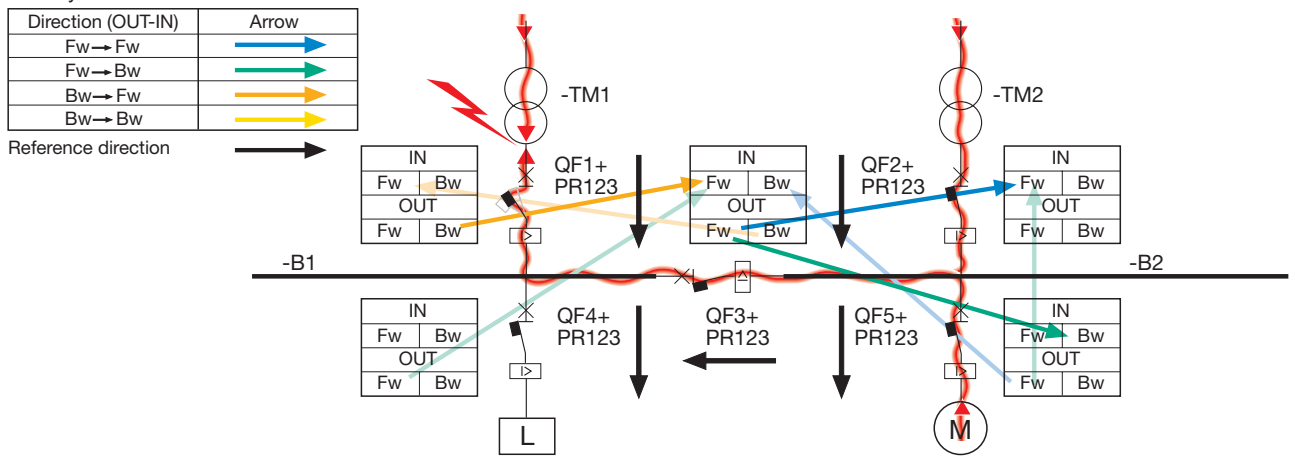 Direction (OUT-IN) Arrow
Fw→Fw
Fw→Bw
Bw→Fw
Bw→Bw
Reference direction
-TM1
-TM2
IN
Fw Bw
OUT
Fw Bw
QF1+
PR123
IN
Fw Bw
OUT
Fw Bw
QF2+
PR123
IN
Fw Bw
OUT
Fw Bw
I>
I>
-B1
-B2
I>
IN
Fw Bw
OUT
Fw Bw
QF4+
PR123
QF3+
PR123
QF5+
PR123
IN
Fw Bw
OUT
Fw Bw
I>
I>
L
M